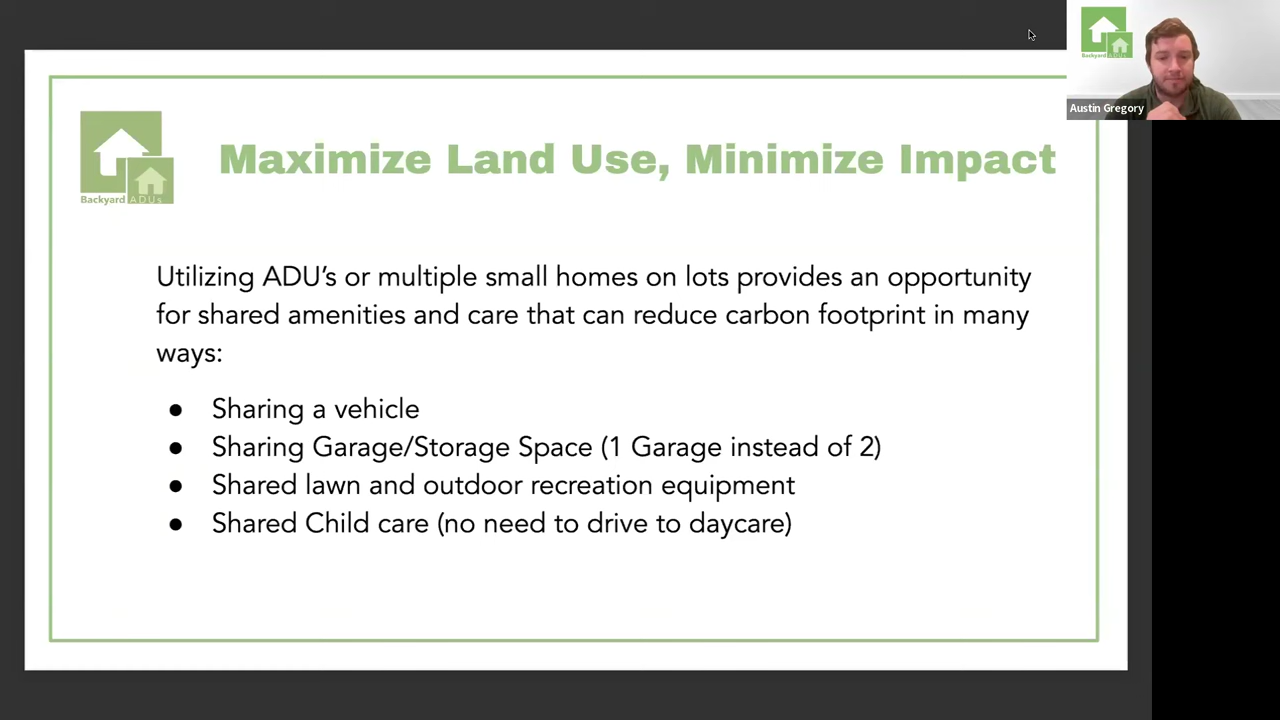 Backyard ADUs
Austin Gregory
Backyard ADUs
Maximize Land Use, Minimize Impact
Utilizing ADU’s or multiple small homes on lots provides an opportunity
for shared amenities and care that can reduce carbon footprint in many
ways:
● Sharing a vehicle
● Sharing Garage/Storage Space (1 Garage instead of 2)
● Shared lawn and outdoor recreation equipment
● Shared Child care (no need to drive to daycare)